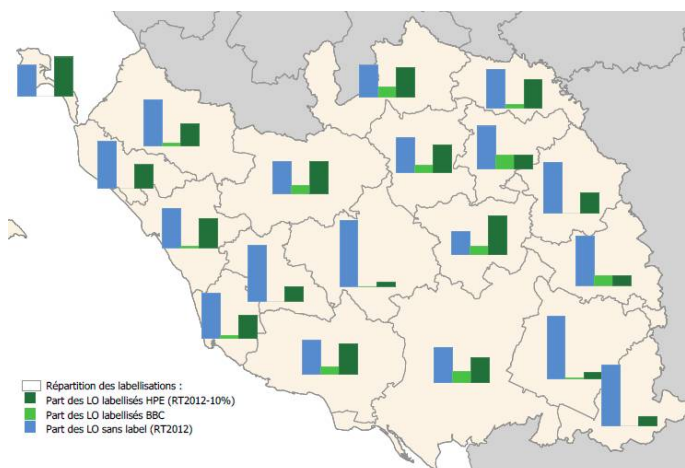 Répartition des labellisations :
Part des LO labellisés HPE (RT2012-10%)
Part des LO labellisés BBC
Part des LO sans label (RT2012)